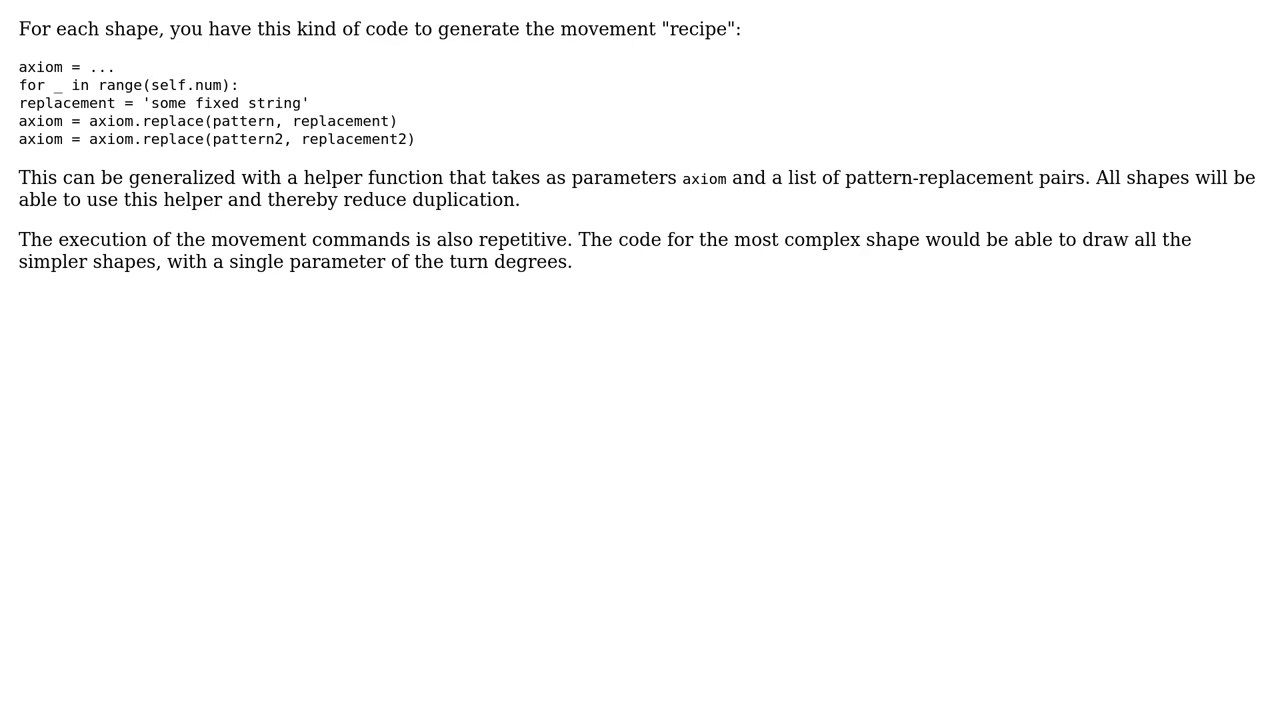 For each shape, you have this kind of code to generate the movement "recipe":
axiom = ...
for _ in range(self.num):
replacement = 'some fixed string'
axiom = axiom.replace(pattern, replacement)
axiom = axiom.replace(pattern2, replacement2)
This can be generalized with a helper function that takes as parameters axiom and a list of pattern-replacement pairs. All shapes will be
able to use this helper and thereby reduce duplication.
The execution of the movement commands is also repetitive. The code for the most complex shape would be able to draw all the
simpler shapes, with a single parameter of the turn degrees.